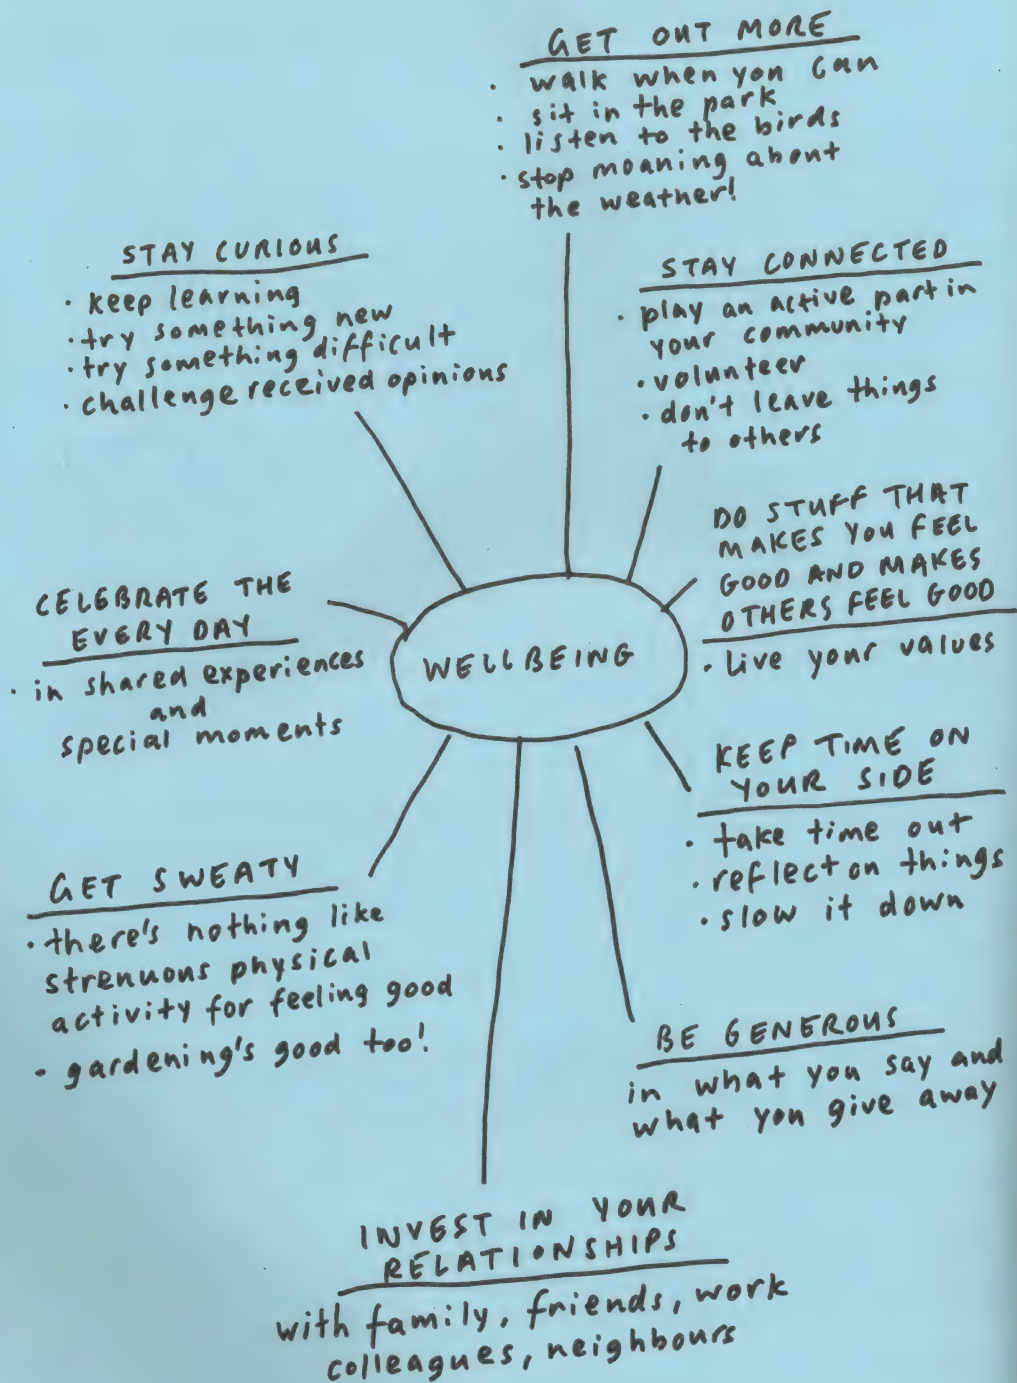 GET OUT MORE
· walk when you can
· sit in the park
· listen to the birds
· stop moaning about
the weather!
STAY CURIOUS
· keep learning
· try something new
· try something difficult
· challenge received opinions
STAY CONNECTED
· play an active part in
your community
· volunteer
· don't leave things
to others
DO STUFF THAT
MAKES YOU FEEL
GOOD AND MAKES
OTHERS FEEL GOOD
· Live your values
CELEBRATE THE
EVERY DAY
· in shared experiences
and
special moments
WELLBEING
KEEP TIME ON
YOUR SIDE
· take time out
· reflect on things
· slow it down
GET SWEATY
· there's nothing like
strenuous physical
activity for feeling good
· gardening's good too!
BE GENEROUS
in what you say and
what you give away
INVEST IN YOUR
RELATIONSHIPS
with family, friends, work
colleagues, neighbours